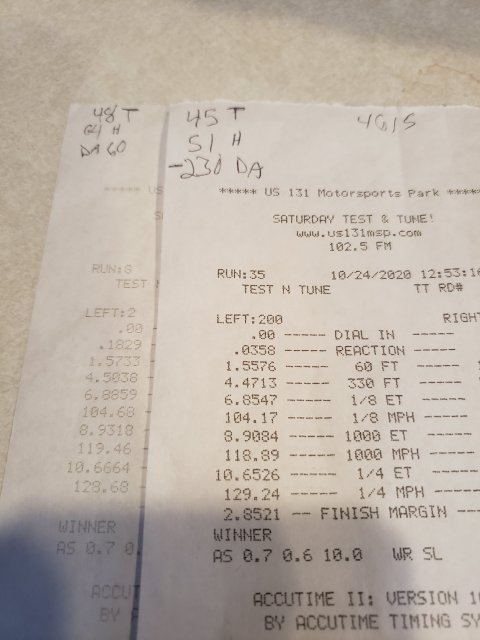 48 T
64 H
DA 60
***** US
RUN:8
TEST
LEFT:2
.00
.1829
1.5733
4.5038
6.8859
104.68
8.9318
119.46
10.6664
128.68
WINNER
AS 0.7 0.
ACCUT
BY
45 T
51 H
-230 DA
***** US 131 Motorsports Park ****
SATURDAY TEST & TUNE!
www.us131msp.com
102.5 FM
RUN:35 10/24/2020 12:53:1
TEST N TUNE TT RD#
LEFT:200 RIGHT
.00 ----- DIAL IN -----
.0358 ----- REACTION -----
1.5576 ----- 60 FT -----
4.4713 ----- 330 FT -----
6.8547 ----- 1/8 ET -----
104.17 ----- 1/8 MPH -----
8.9084 ----- 1000 ET -----
118.89 ----- 1000 MPH -----
10.6526 ----- 1/4 ET -----
129.24 ----- 1/4 MPH -----
2.8521 -- FINISH MARGIN ---
WINNER
AS 0.7 0.6 10.0 WR SL
ACCUTIME II: VERSION 1
BY ACCUTIME TIMING SY